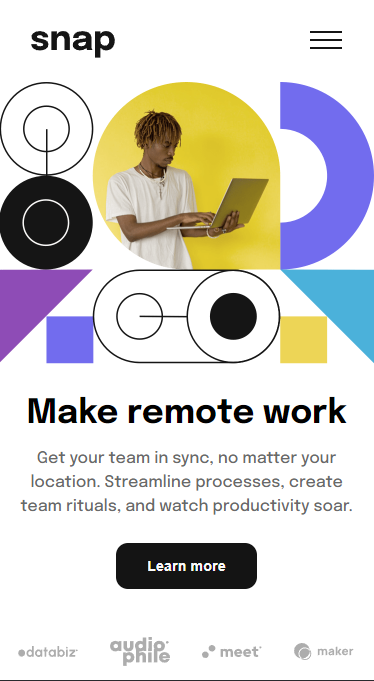 snap
Make remote work
Get your team in sync, no matter your
location. Streamline processes, create
team rituals, and watch productivity soar.
Learn more
databiz
audio
phile
meet
maker